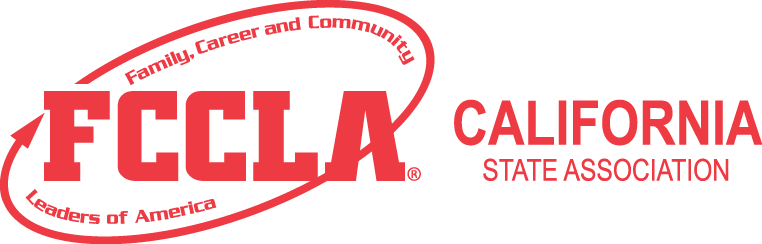 Family, Career and Community
FCCLA®
Leaders of America
CALIFORNIA
STATE ASSOCIATION